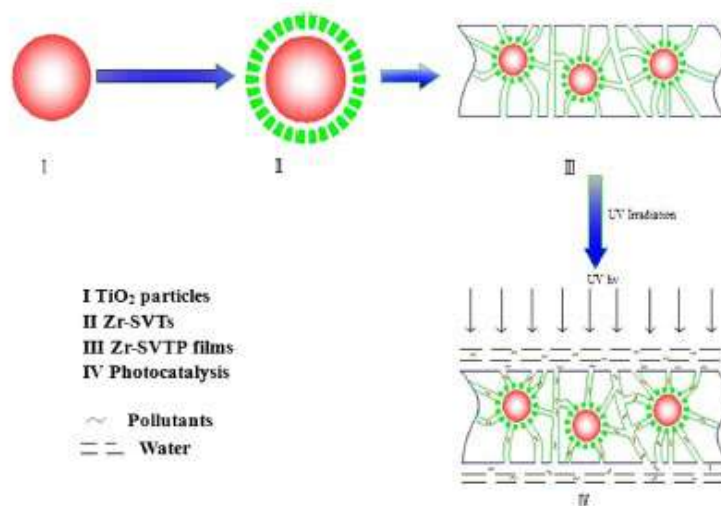 I
II
III
UV Irradiation
UV hv
I TiO₂ particles
II Zr-SVTs
III Zr-SVTP films
IV Photocatalysis
Pollutants
Water
IV